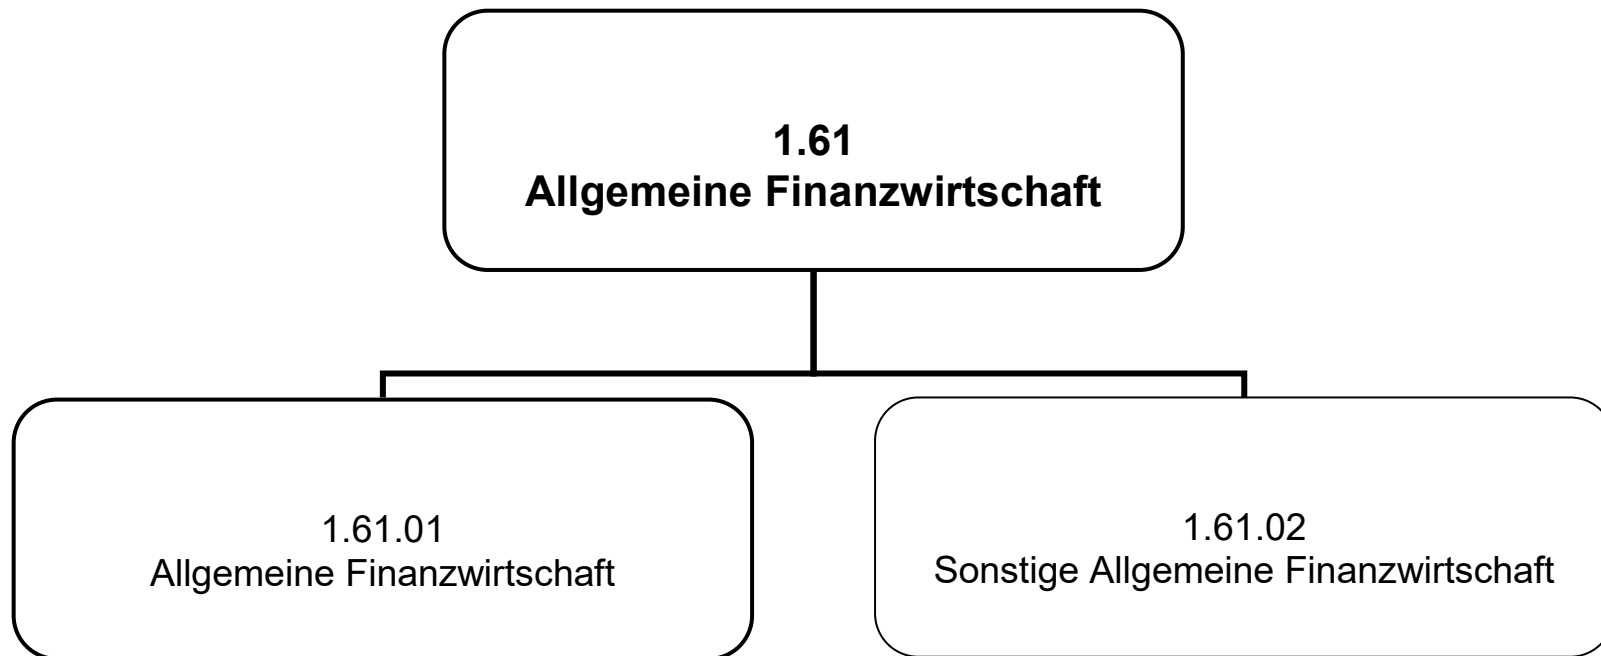 1.61
Allgemeine Finanzwirtschaft
1.61.01
Allgemeine Finanzwirtschaft
1.61.02
Sonstige Allgemeine Finanzwirtschaft